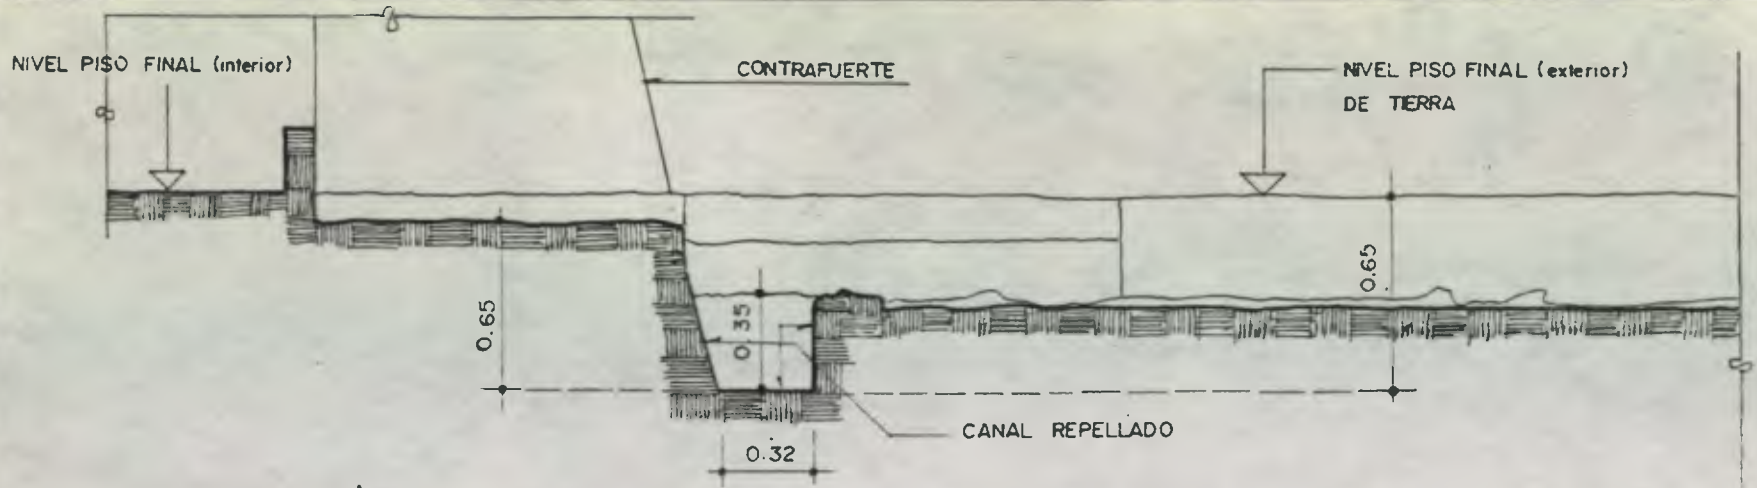 NIVEL PISO FINAL (interior)
CONTRAFUERTE
NIVEL PISO FINAL (exterior)
DE TIERRA
0.65
0.35
0.65
CANAL REPELLADO
0.32